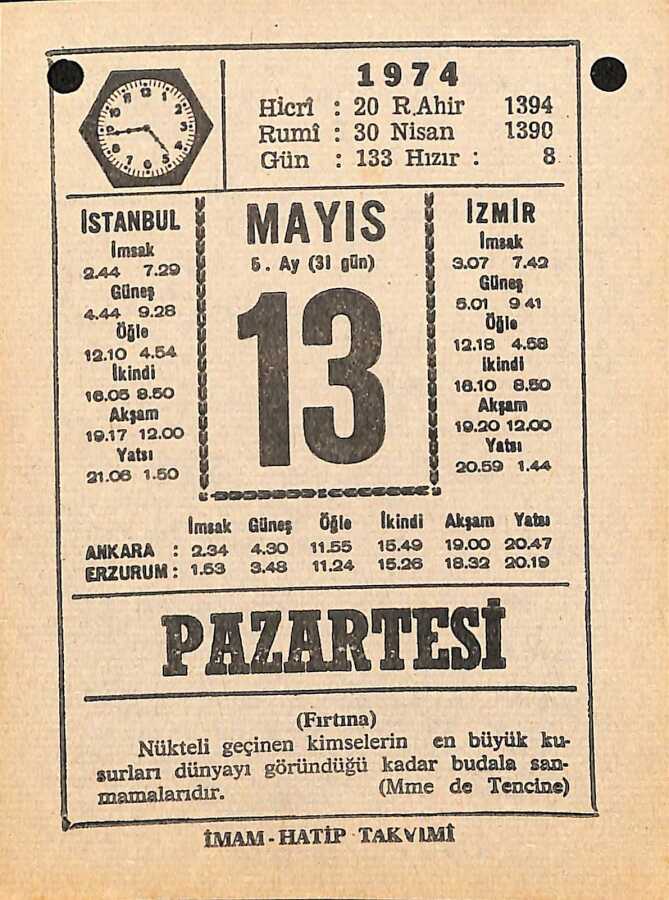 1974
Hicrî : 20 R.Ahir 1394
Rumî : 30 Nisan 1390
Gün : 133 Hızır : 8
İSTANBUL
İmsak
2.44 7.29
Güneş
4.44 9.28
Öğle
12.10 4.54
İkindi
16.05 8.50
Akşam
19.17 12.00
Yatsı
21.06 1.50
MAYIS
5. Ay (31 gün)
13
İZMİR
İmsak
3.07 7.42
Güneş
5.01 9 41
Öğle
12.18 4.58
İkindi
16.10 8.50
Akşam
19.20 12.00
Yatsı
20.59 1.44
İmsak Güneş Öğle İkindi Akşam Yatsı
ANKARA : 2.34 4.30 11.55 15.49 19.00 20.47
ERZURUM : 1.53 3.48 11.24 15.26 18.32 20.19
PAZARTESİ
(Fırtına)
Nükteli geçinen kimselerin en büyük ku-
surları dünyayı göründüğü kadar budala san-
mamalarıdır. (Mme de Tencine)
İMAM - HATİP TAKVİMİ